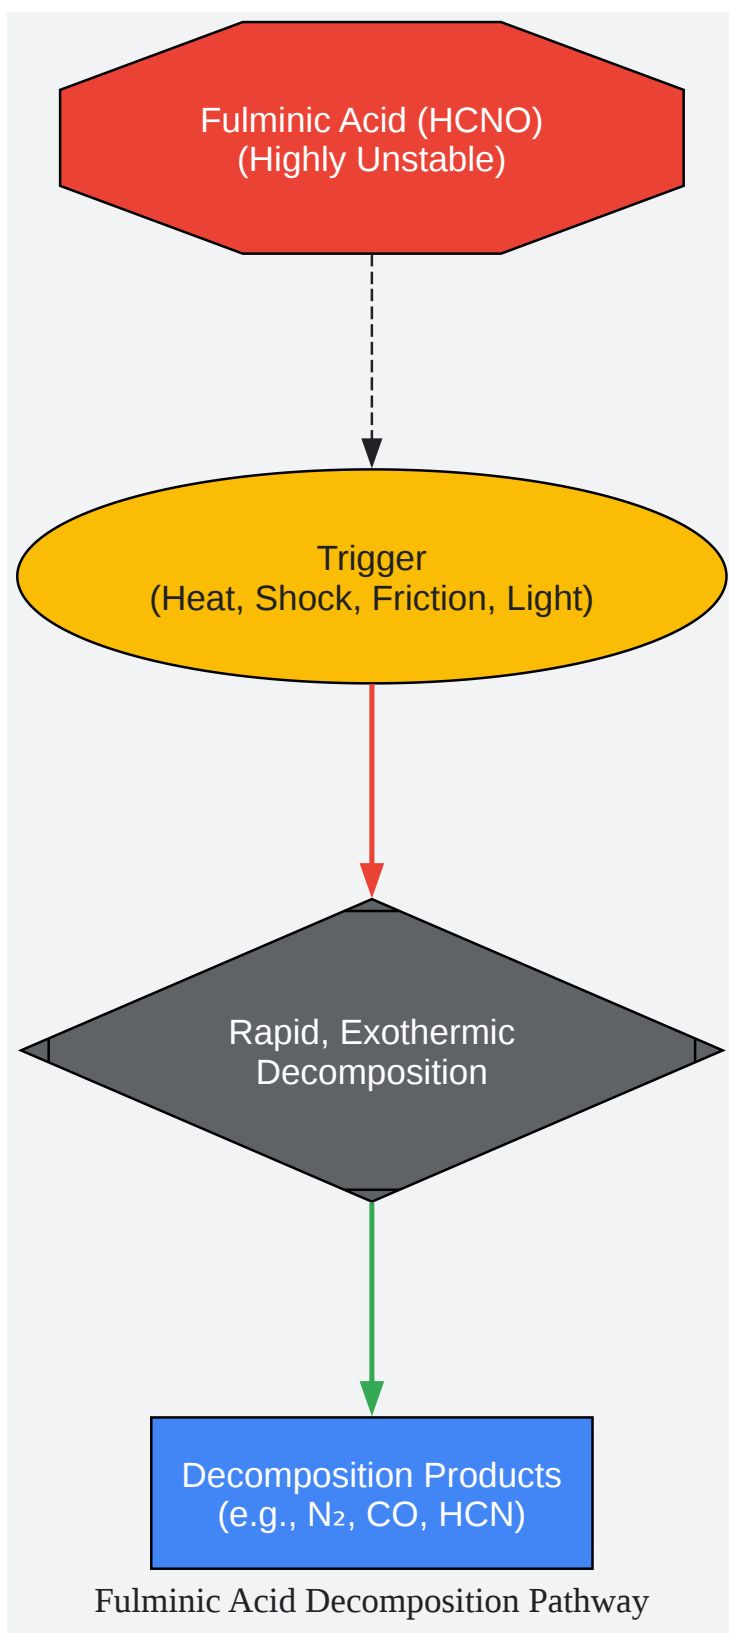 Fulminic Acid (HCNO)
(Highly Unstable)
Trigger
(Heat, Shock, Friction, Light)
Rapid, Exothermic
Decomposition
Decomposition Products
(e.g., N₂, CO, HCN)
Fulminic Acid Decomposition Pathway